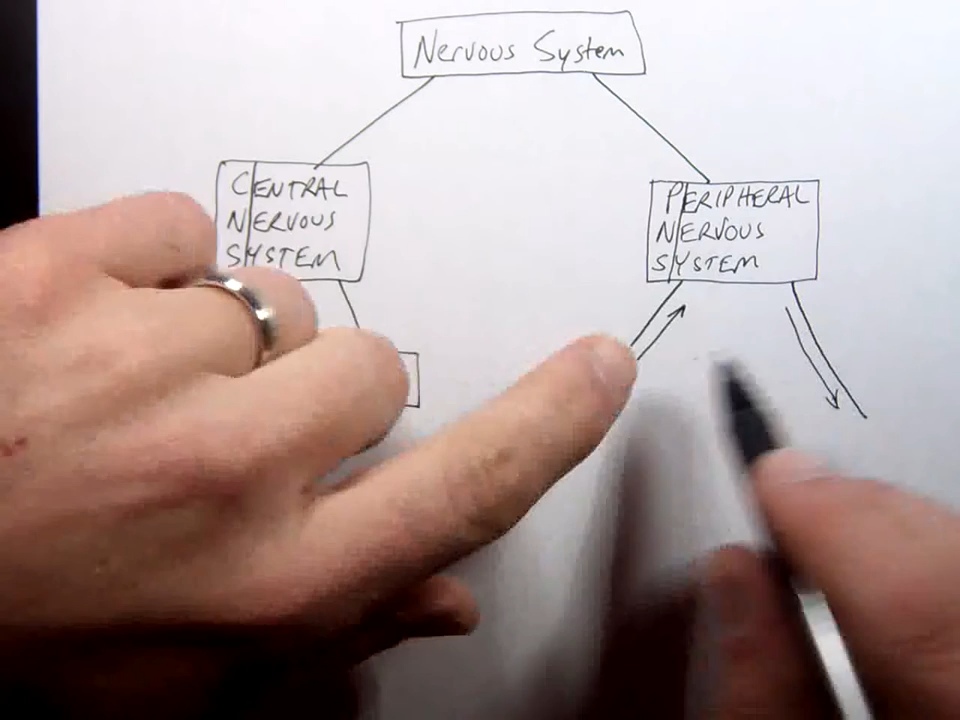 Nervous System
CENTRAL
NERVOUS
SYSTEM
PERIPHERAL
NERVOUS
SYSTEM